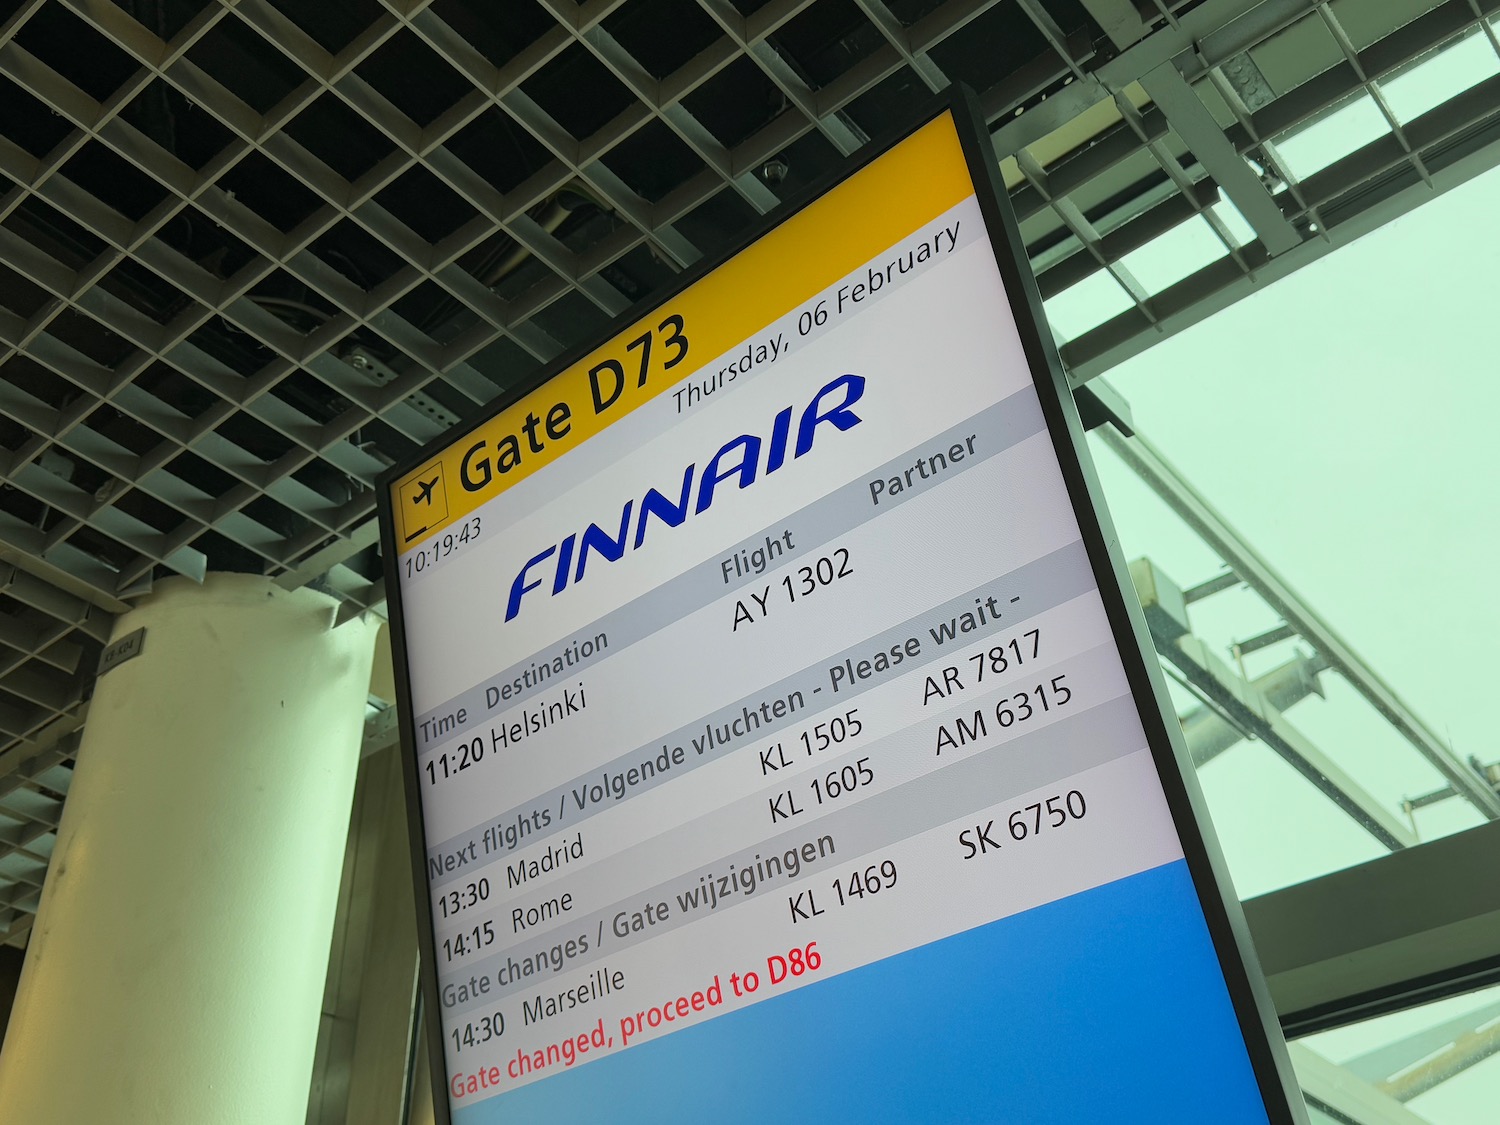 Gate D73
10:19:43 Thursday, 06 February
FINNAIR
Time Destination Flight Partner
11:20 Helsinki AY 1302
Next flights / Volgende vluchten - Please wait -
13:30 Madrid KL 1505 AR 7817
14:15 Rome KL 1605 AM 6315
Gate changes / Gate wijzigingen
14:30 Marseille KL 1469 SK 6750
Gate changed, proceed to D86